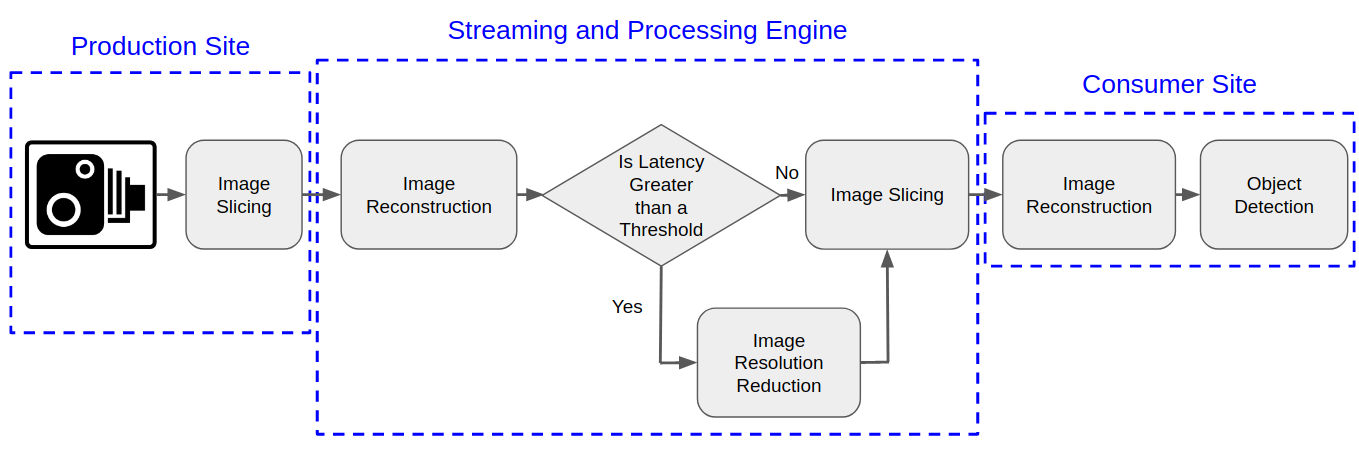 Production Site
Streaming and Processing Engine
Consumer Site
Image
Slicing
Image
Reconstruction
Is Latency
Greater
than a
Threshold
No
Yes
Image
Resolution
Reduction
Image Slicing
Image
Reconstruction
Object
Detection